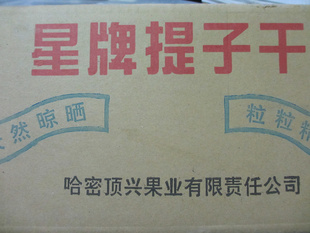 星牌提子干
然晾晒
粒粒
哈密顶兴果业有限责任公司